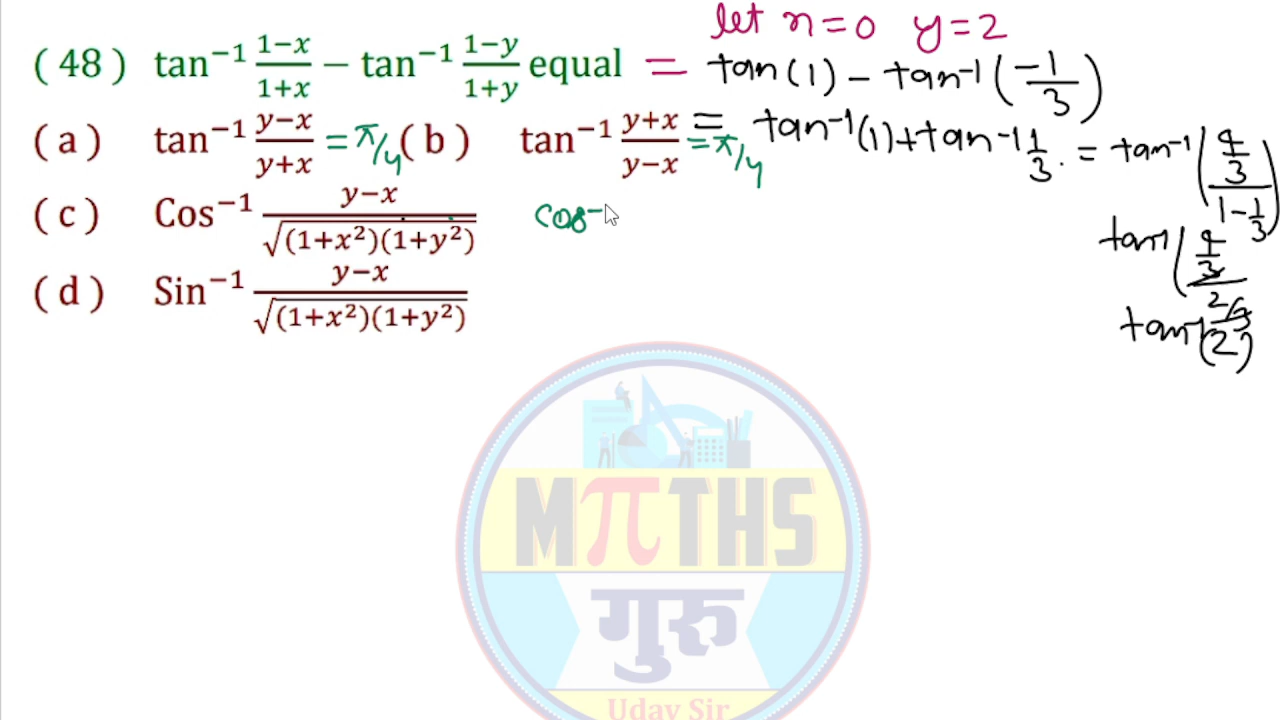 let n=0 y=2
(48) tan⁻¹ (1−x)/(1+x) − tan⁻¹ (1−y)/(1+y) equal = tan(1) − tan⁻¹(−1/3)
(a) tan⁻¹ (y−x)/(y+x) = π/4 (b) tan⁻¹ (y+x)/(y−x) = π/4
= tan⁻¹(1)+tan⁻¹ 1/3. = tan⁻¹((4/3)/(1−1/3))
(c) Cos⁻¹ (y−x)/√((1+x²)(1+y²)) cos⁻
tan⁻¹((4/3)/(2/3))
(d) Sin⁻¹ (y−x)/√((1+x²)(1+y²))
tan⁻¹(2)
MπTHS
गुरु
Uday Sir